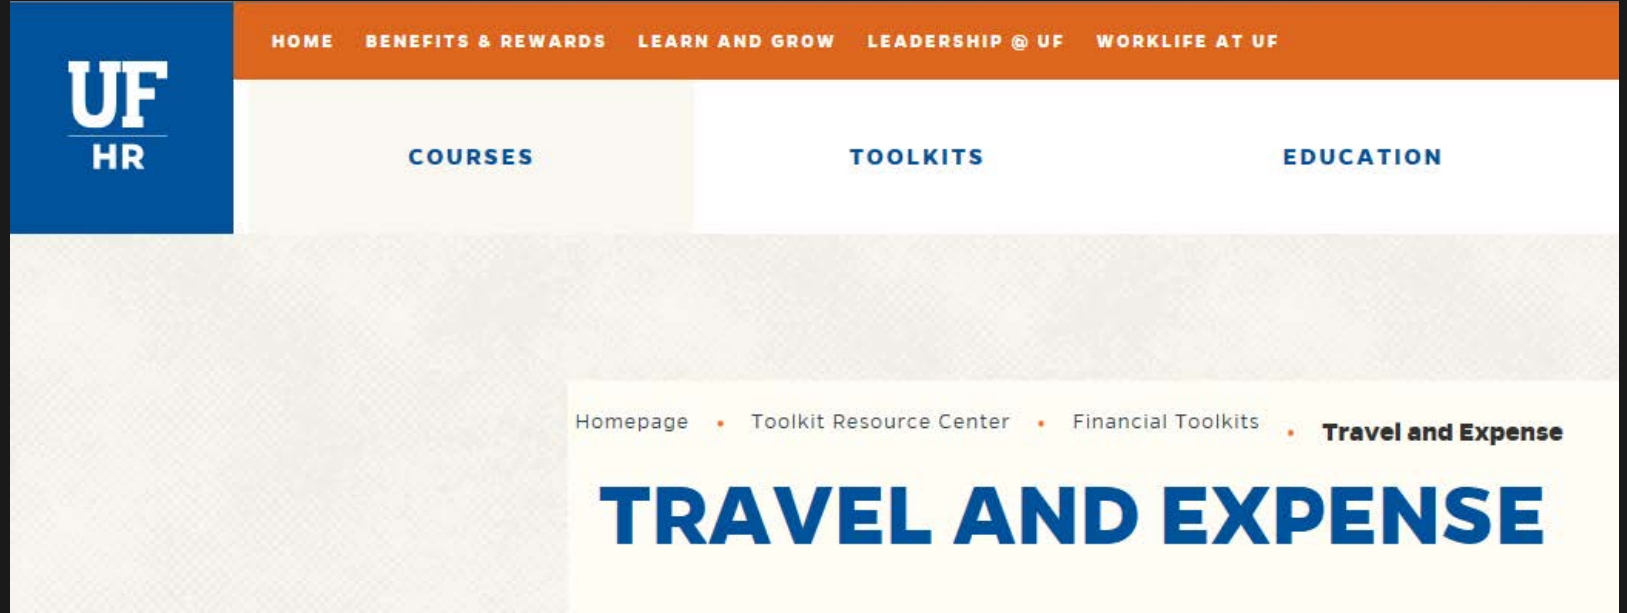 UF
HR
HOME BENEFITS & REWARDS LEARN AND GROW LEADERSHIP @ UF WORKLIFE AT UF
COURSES TOOLKITS EDUCATION
Homepage • Toolkit Resource Center • Financial Toolkits • Travel and Expense
TRAVEL AND EXPENSE